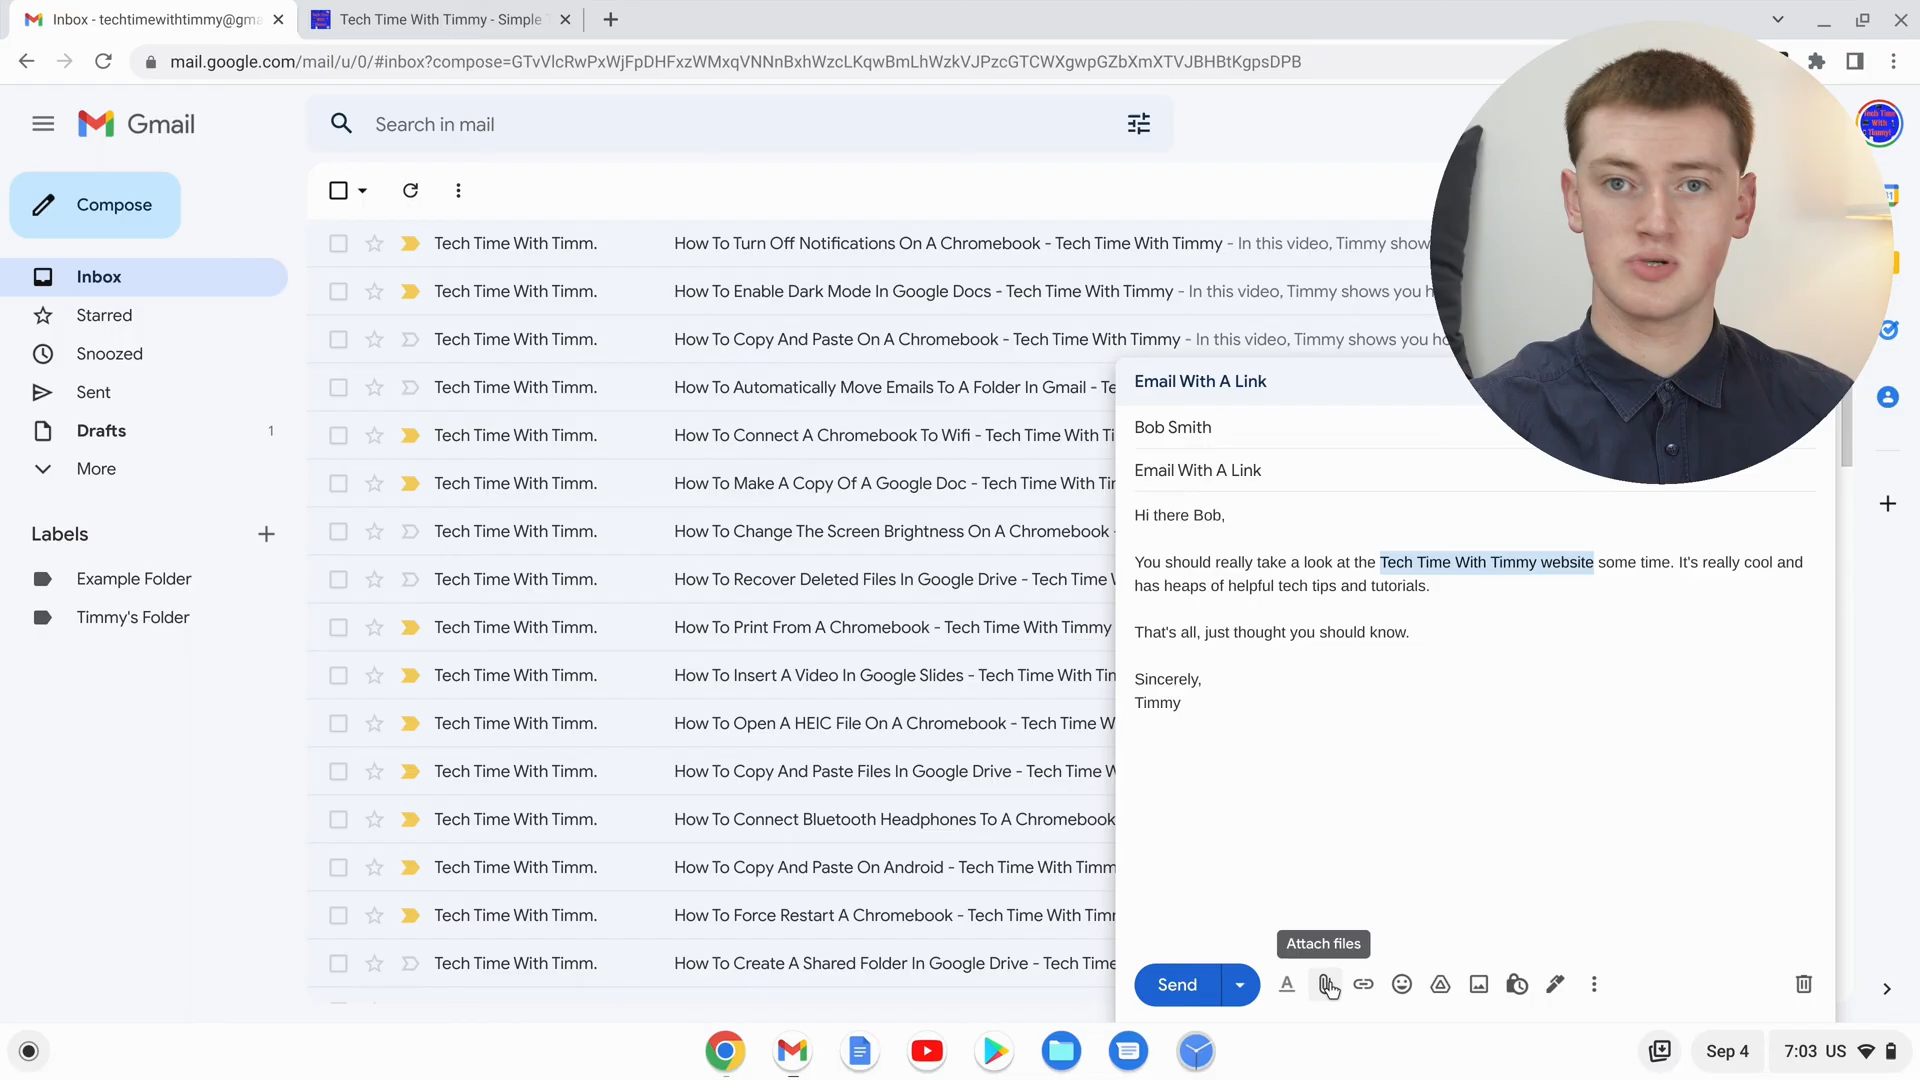 Inbox - techtimewithtimmy@gma
Tech Time With Timmy - Simple
mail.google.com/mail/u/0/#inbox?compose=GTvVlcRwPxWjFpDHFxzWMxqVNNnBxhWzcLKqwBmLhWzkVJPzcGTCWXgwpGZbXmXTVJBHBtKgpsDPB
Gmail
Search in mail
Tech Time With Timmy!
Compose
Inbox
Starred
Snoozed
Sent
Drafts 1
More
Labels
Example Folder
Timmy's Folder
Tech Time With Timm. How To Turn Off Notifications On A Chromebook - Tech Time With Timmy - In this video, Timmy show
Tech Time With Timm. How To Enable Dark Mode In Google Docs - Tech Time With Timmy - In this video, Timmy shows you h
Tech Time With Timm. How To Copy And Paste On A Chromebook - Tech Time With Timmy - In this video, Timmy shows you ho
Tech Time With Timm. How To Automatically Move Emails To A Folder In Gmail - Te
Tech Time With Timm. How To Connect A Chromebook To Wifi - Tech Time With Ti
Tech Time With Timm. How To Make A Copy Of A Google Doc - Tech Time With Tir
Tech Time With Timm. How To Change The Screen Brightness On A Chromebook -
Tech Time With Timm. How To Recover Deleted Files In Google Drive - Tech Time
Tech Time With Timm. How To Print From A Chromebook - Tech Time With Timmy
Tech Time With Timm. How To Insert A Video In Google Slides - Tech Time With Tin
Tech Time With Timm. How To Open A HEIC File On A Chromebook - Tech Time W
Tech Time With Timm. How To Copy And Paste Files In Google Drive - Tech Time W
Tech Time With Timm. How To Connect Bluetooth Headphones To A Chromebook
Tech Time With Timm. How To Copy And Paste On Android - Tech Time With Timm
Tech Time With Timm. How To Force Restart A Chromebook - Tech Time With Timr
Tech Time With Timm. How To Create A Shared Folder In Google Drive - Tech Time
Email With A Link
Bob Smith
Email With A Link
Hi there Bob,
You should really take a look at the Tech Time With Timmy website some time. It's really cool and
has heaps of helpful tech tips and tutorials.
That's all, just thought you should know.
Sincerely,
Timmy
Attach files
Send
Sep 4
7:03 US